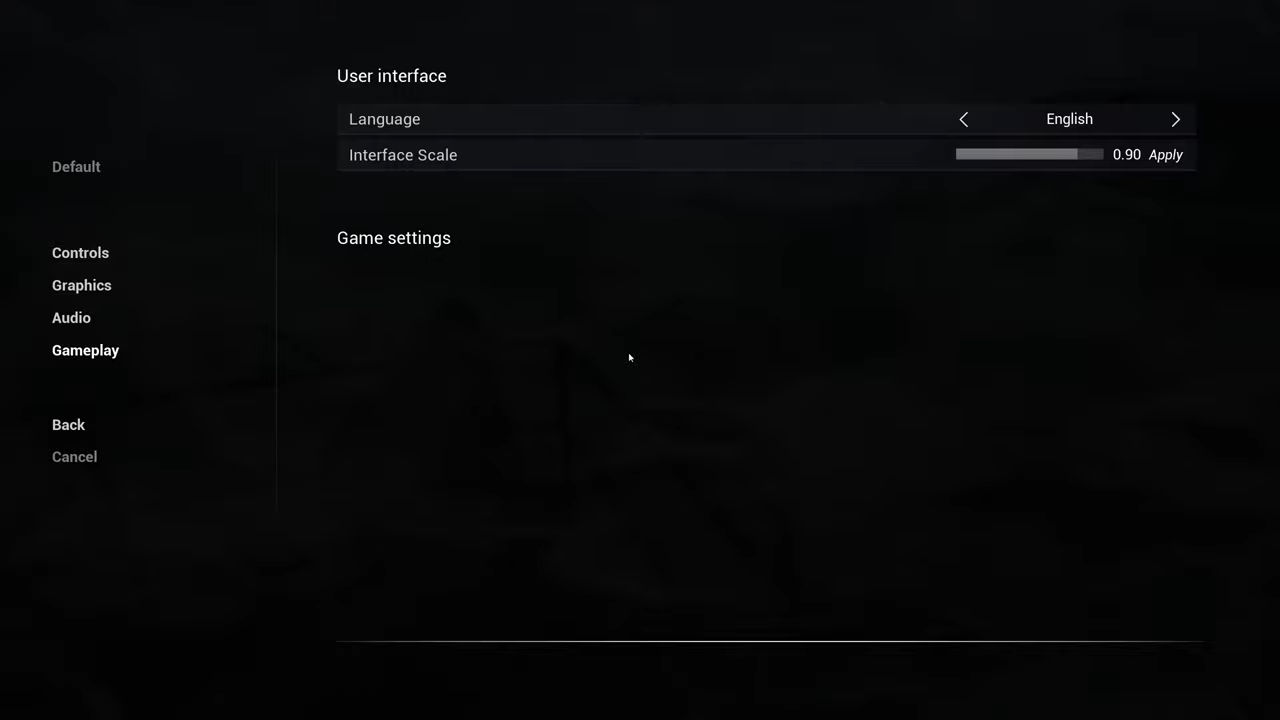 User interface
Language English
Interface Scale 0.90 Apply
Default
Game settings
Controls
Graphics
Audio
Gameplay
Back
Cancel